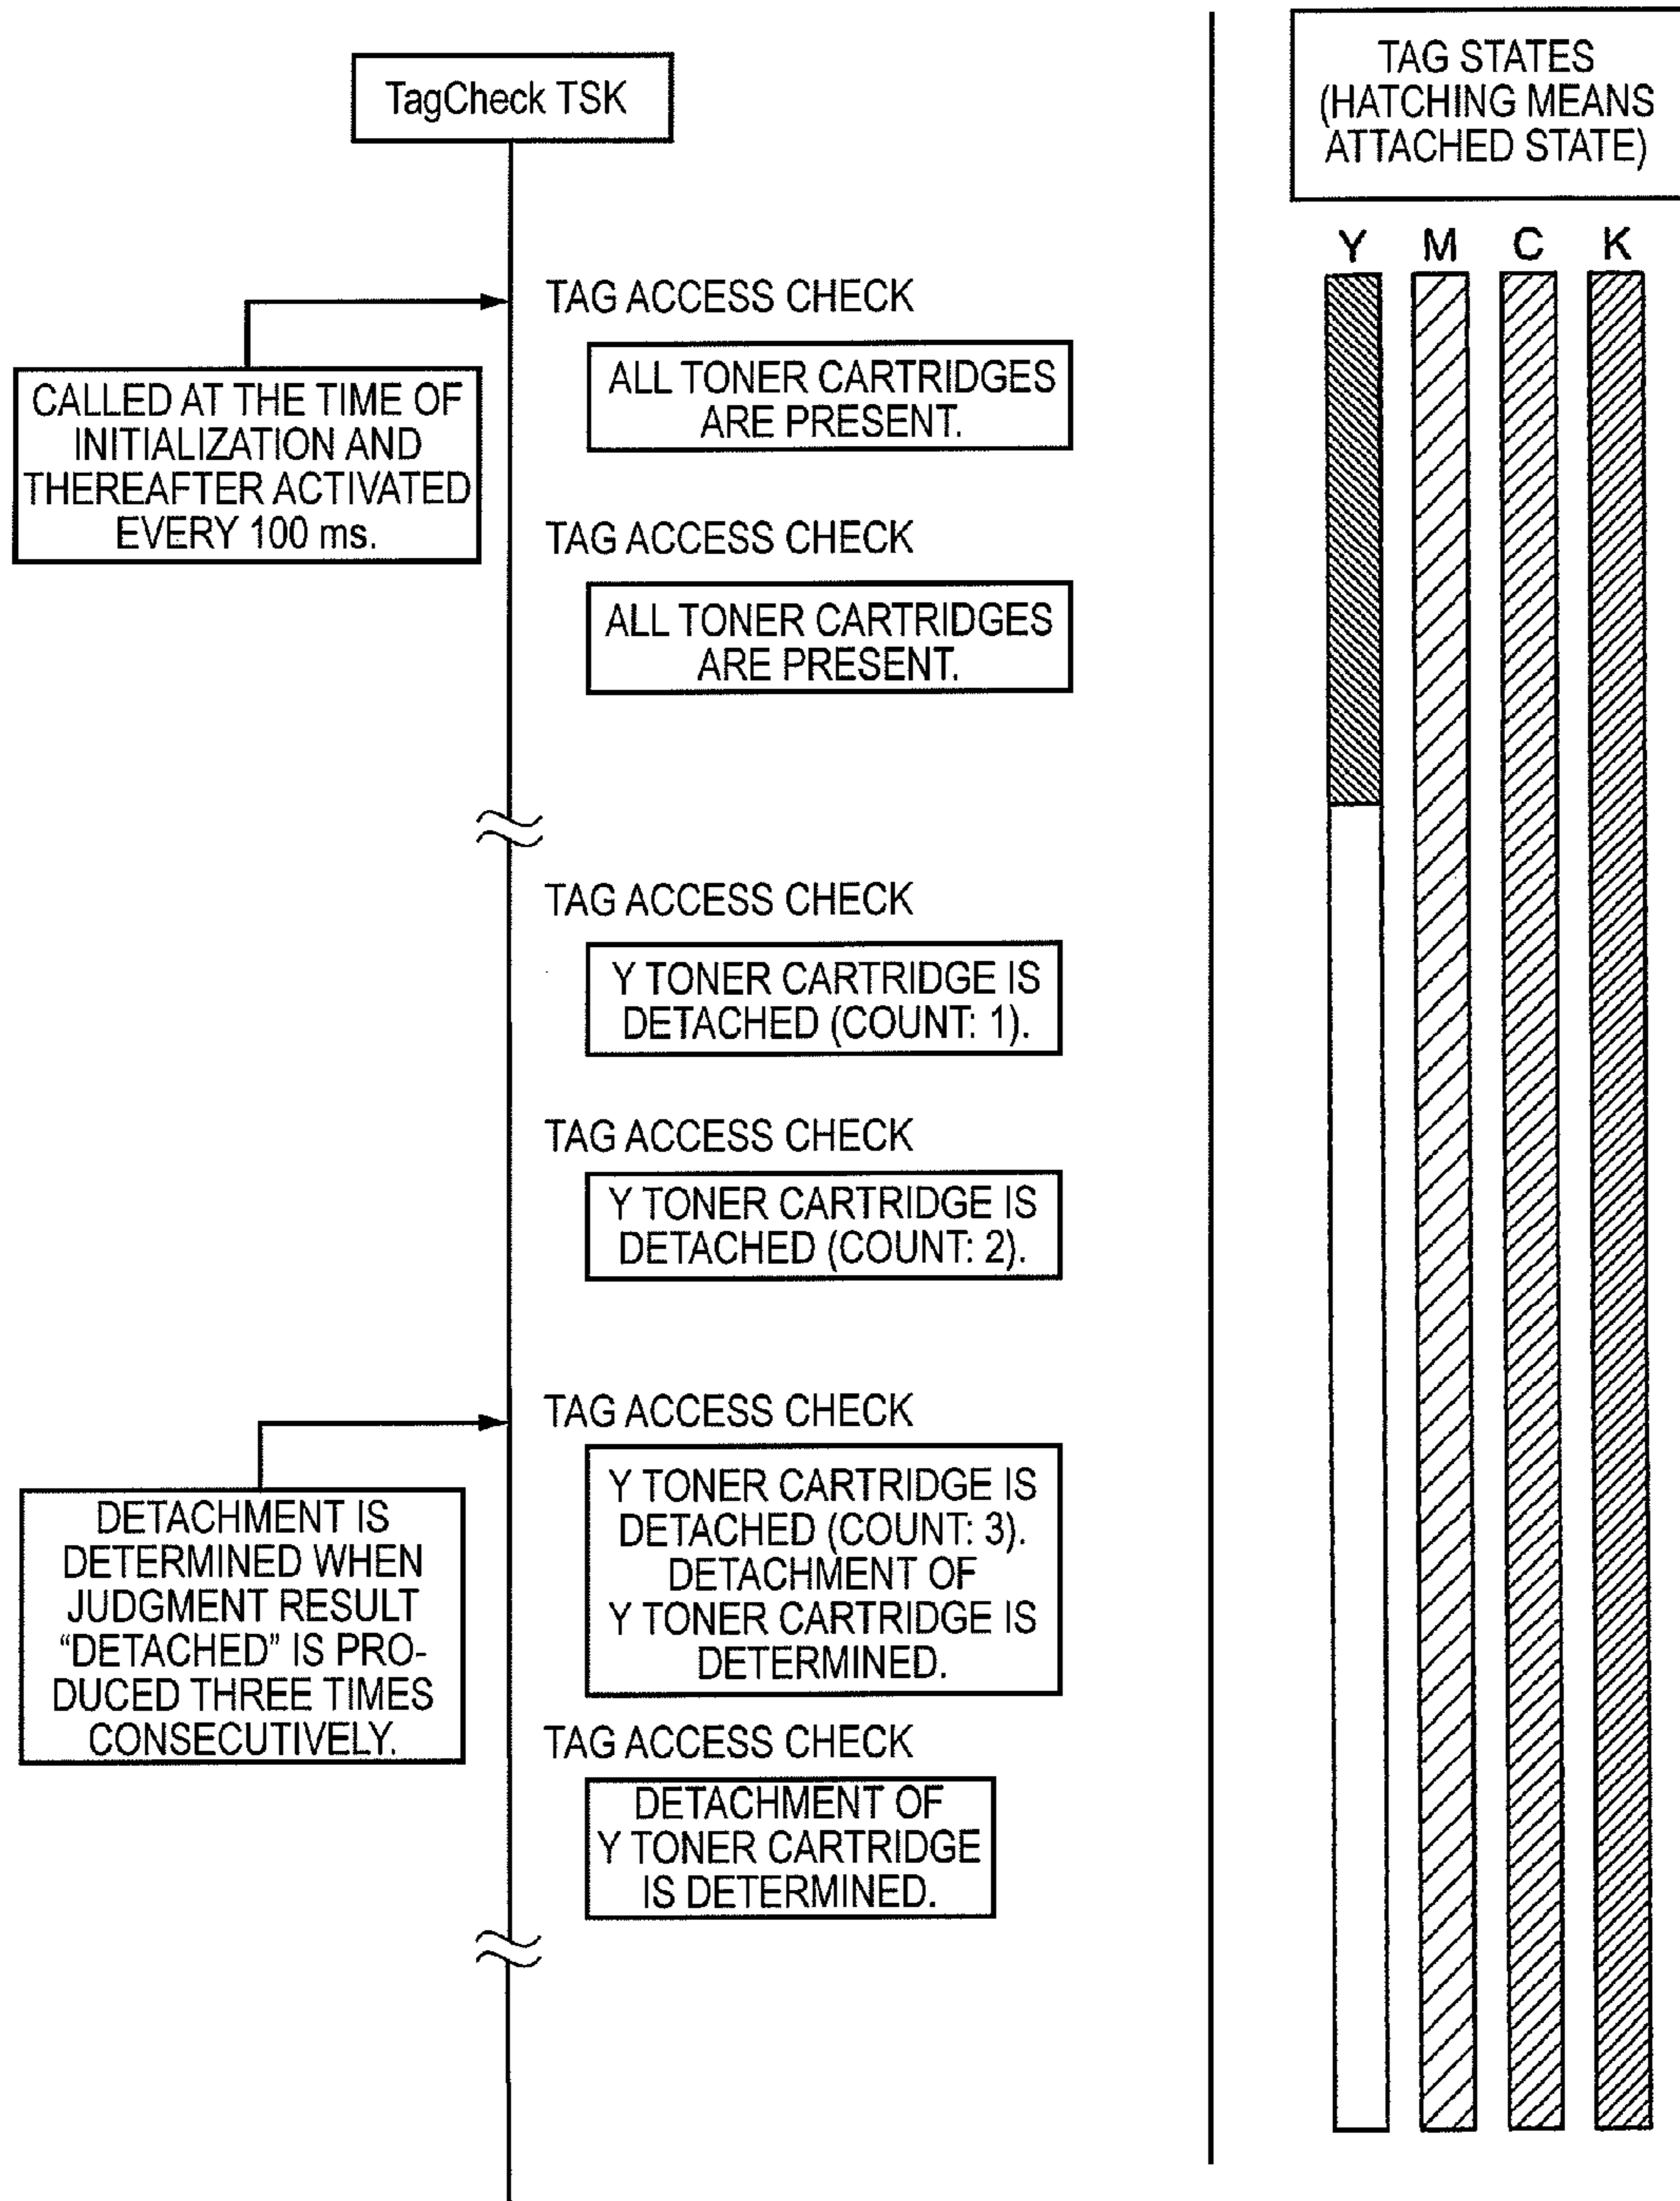 TagCheck TSK
TAG ACCESS CHECK
ALL TONER CARTRIDGES
ARE PRESENT.
CALLED AT THE TIME OF
INITIALIZATION AND
THEREAFTER ACTIVATED
EVERY 100 ms.
TAG ACCESS CHECK
ALL TONER CARTRIDGES
ARE PRESENT.
TAG ACCESS CHECK
Y TONER CARTRIDGE IS
DETACHED (COUNT: 1).
TAG ACCESS CHECK
Y TONER CARTRIDGE IS
DETACHED (COUNT: 2).
TAG ACCESS CHECK
Y TONER CARTRIDGE IS
DETACHED (COUNT: 3).
DETACHMENT OF
Y TONER CARTRIDGE IS
DETERMINED.
DETACHMENT IS
DETERMINED WHEN
JUDGMENT RESULT
“DETACHED” IS PRO-
DUCED THREE TIMES
CONSECUTIVELY.
TAG ACCESS CHECK
DETACHMENT OF
Y TONER CARTRIDGE
IS DETERMINED.
TAG STATES
(HATCHING MEANS
ATTACHED STATE)
Y M C K